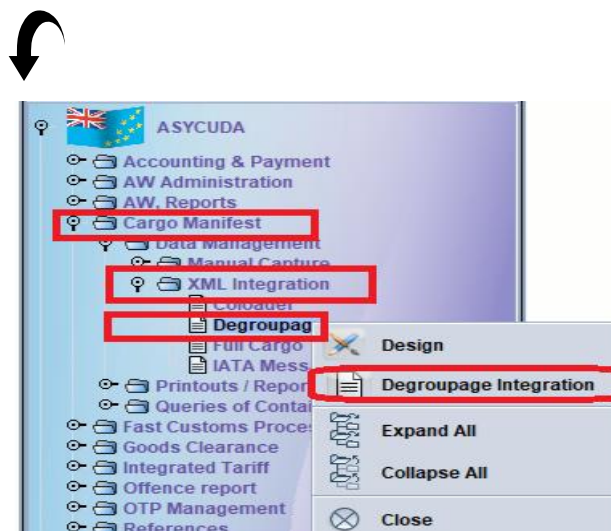 ASYCUDA
Accounting & Payment
AW Administration
AW, Reports
Cargo Manifest
Data Management
Manual Capture
XML Integration
Coloader
Degroupag
Full Cargo
IATA Mess
Printouts / Repor
Queries of Contai
Fast Customs Proce
Goods Clearance
Integrated Tariff
Offence report
OTP Management
References
Design
Degroupage Integration
Expand All
Collapse All
Close